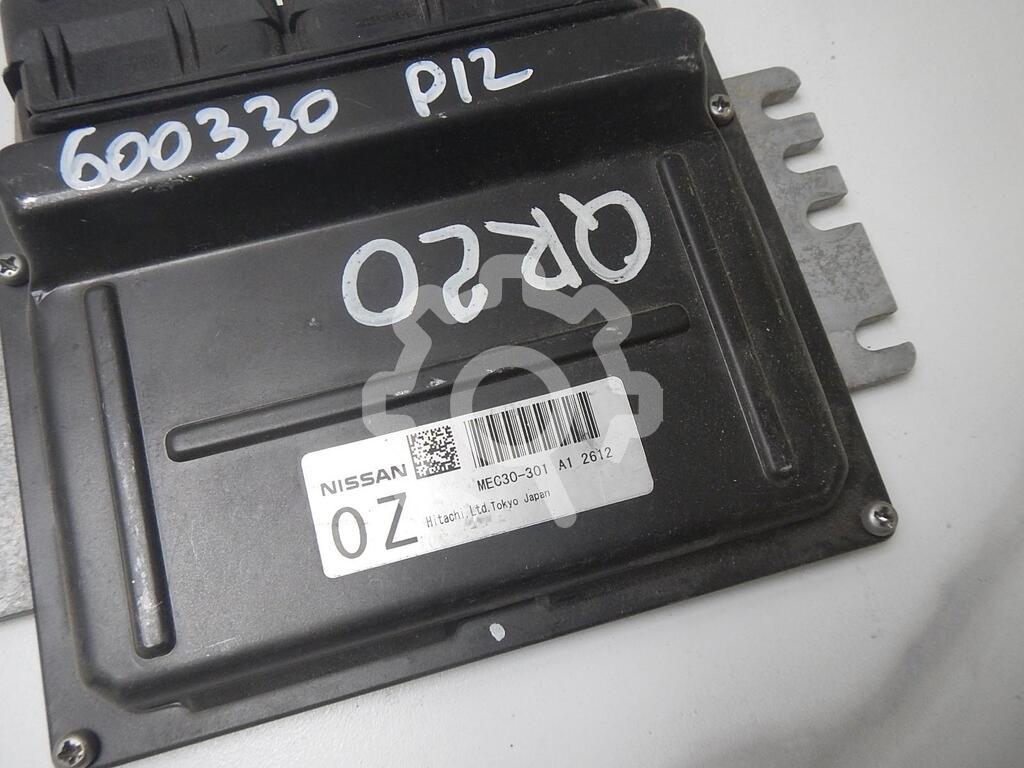 600330 P12
QR20
NISSAN
MEC30-301 A1 2612
0Z
Hitachi,Ltd.Tokyo Japan